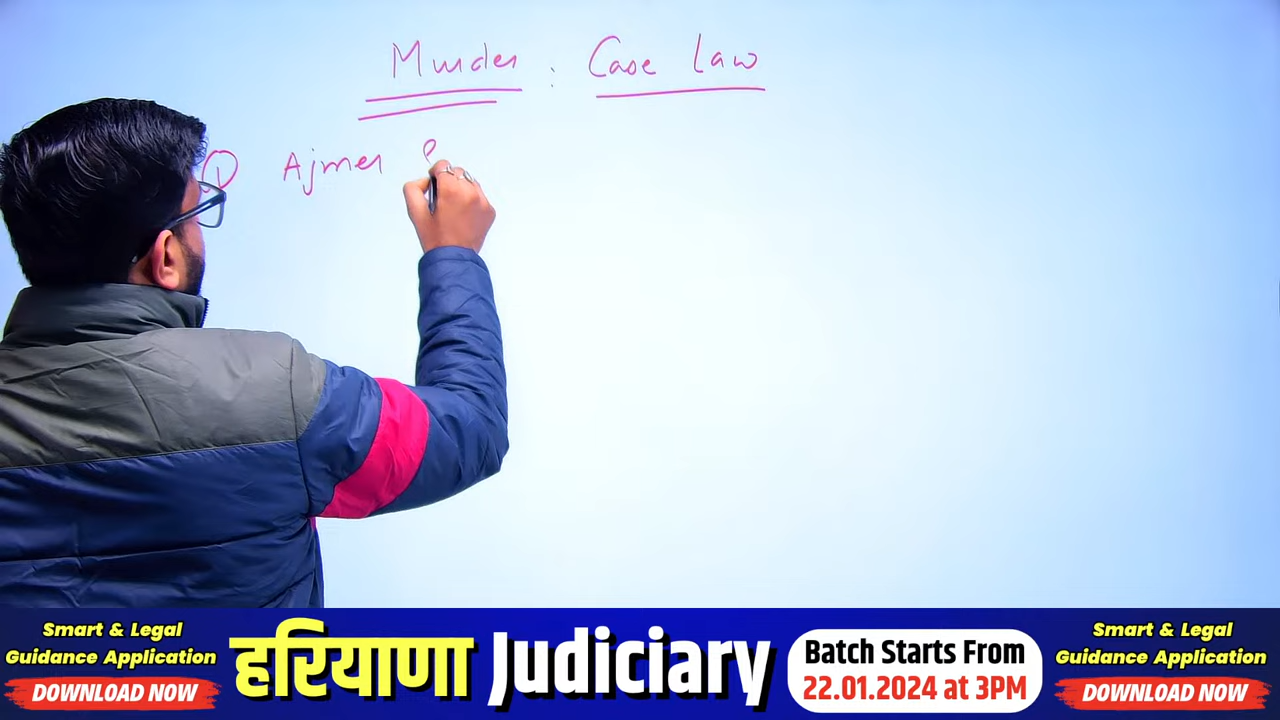 Murder : Case Law
① Ajmer
Smart & Legal
Guidance Application
DOWNLOAD NOW
हरियाणा Judiciary
Batch Starts From
22.01.2024 at 3PM
Smart & Legal
Guidance Application
DOWNLOAD NOW